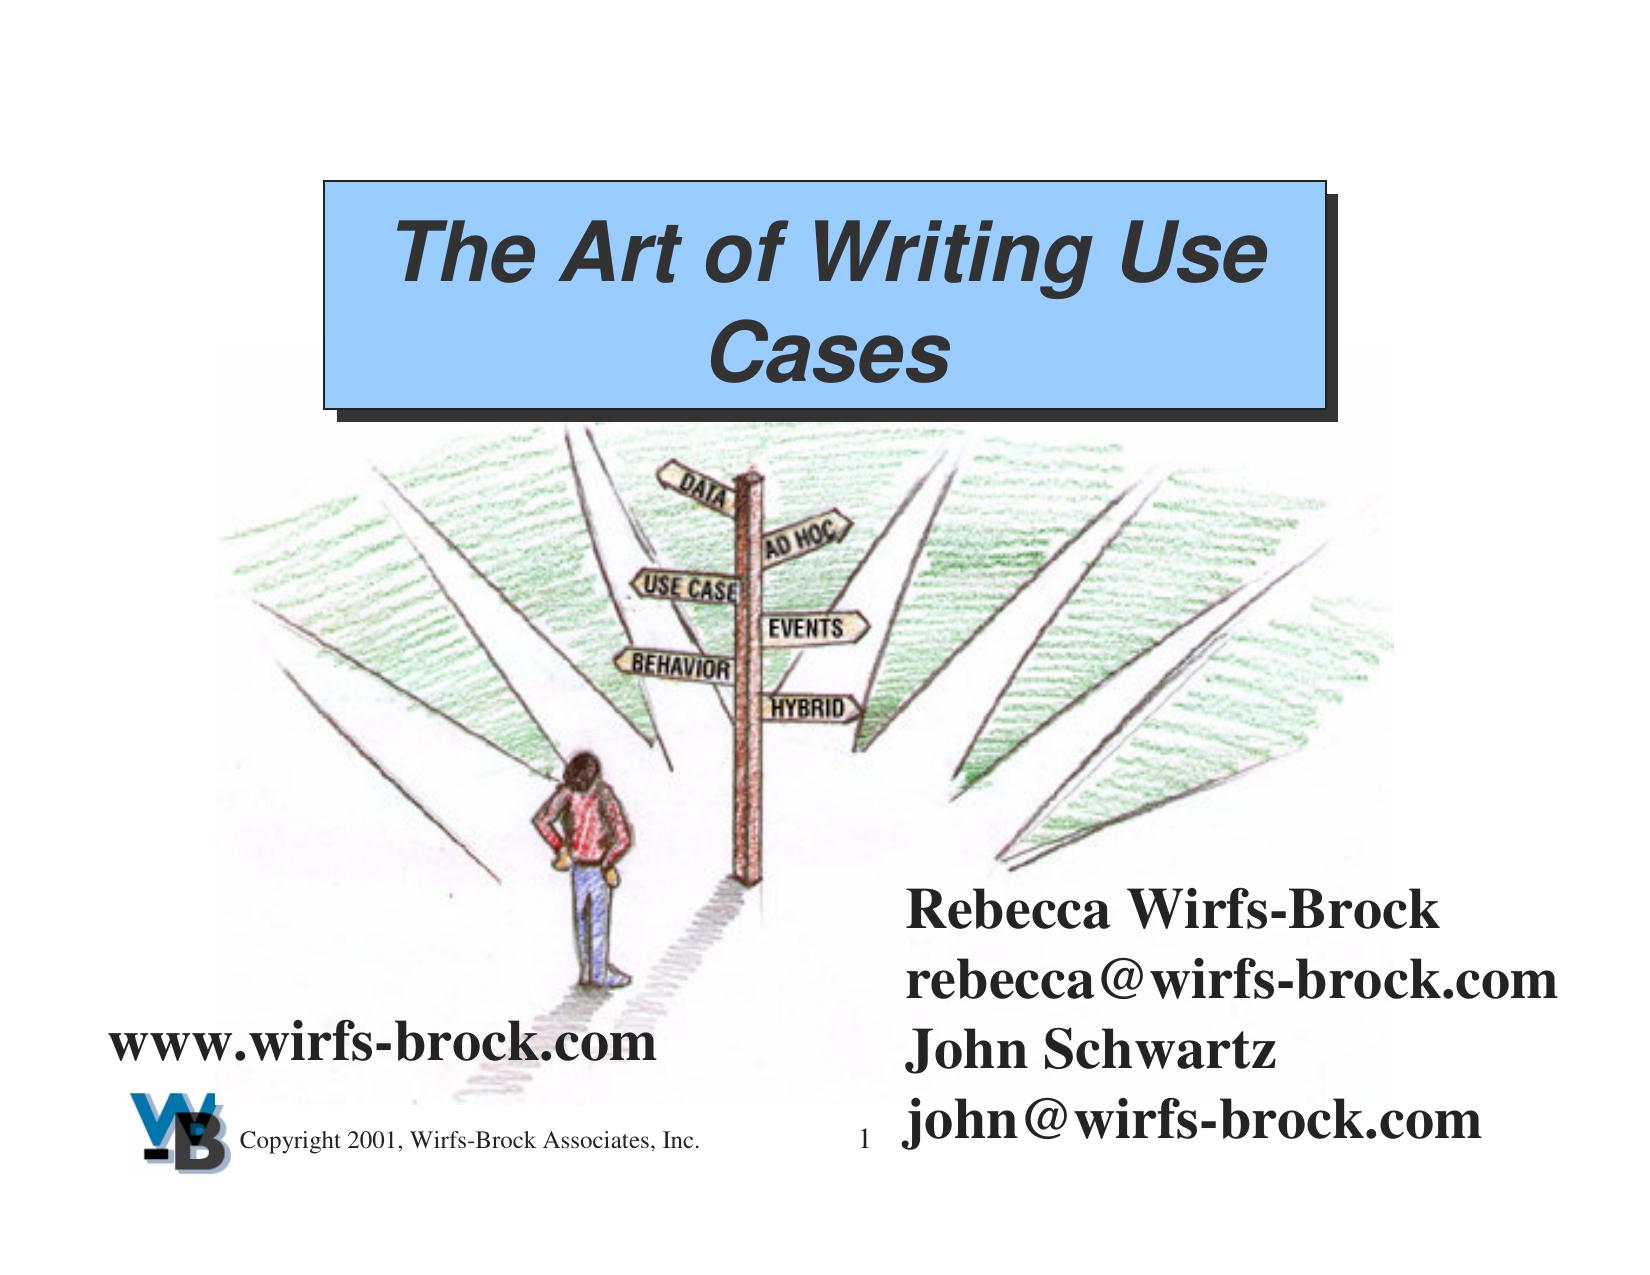 The Art of Writing Use
Cases
DATA
AD HOC
USE CASE
EVENTS
BEHAVIOR
HYBRID
Rebecca Wirfs-Brock
rebecca@wirfs-brock.com
John Schwartz
john@wirfs-brock.com
www.wirfs-brock.com
WB
Copyright 2001, Wirfs-Brock Associates, Inc.
1